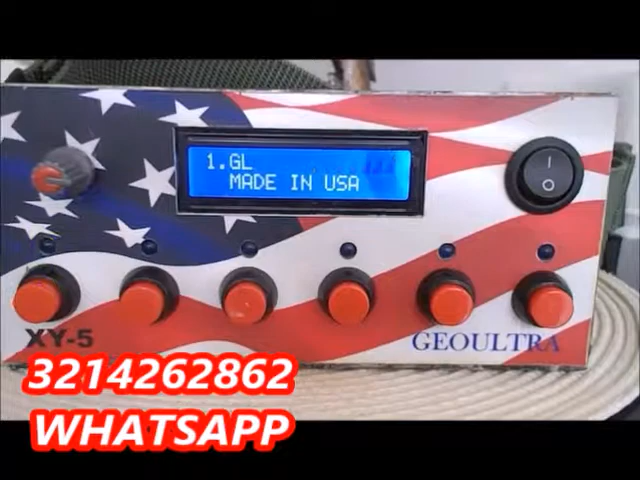 1.GL
MADE IN USA
XY-5
GEOULTRA
3214262862
WHATSAPP